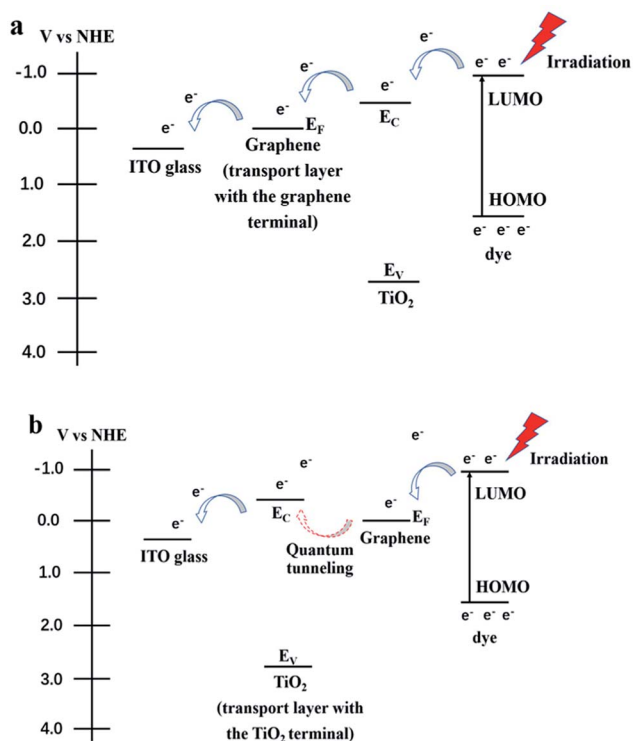 a
V vs NHE
-1.0
0.0
1.0
2.0
3.0
4.0
e⁻ e⁻
Irradiation
LUMO
HOMO
e⁻ e⁻ e⁻
dye
e⁻
e⁻
E_C
e⁻
e⁻
E_F
Graphene
(transport layer
with the graphene
terminal)
e⁻
e⁻
ITO glass
E_V
TiO₂
b
V vs NHE
-1.0
0.0
1.0
2.0
3.0
4.0
e⁻
e⁻ e⁻
Irradiation
LUMO
HOMO
e⁻ e⁻ e⁻
dye
e⁻
e⁻
E_C
e⁻
E_F
Graphene
Quantum
tunneling
e⁻
e⁻
ITO glass
E_V
TiO₂
(transport layer with
the TiO₂ terminal)